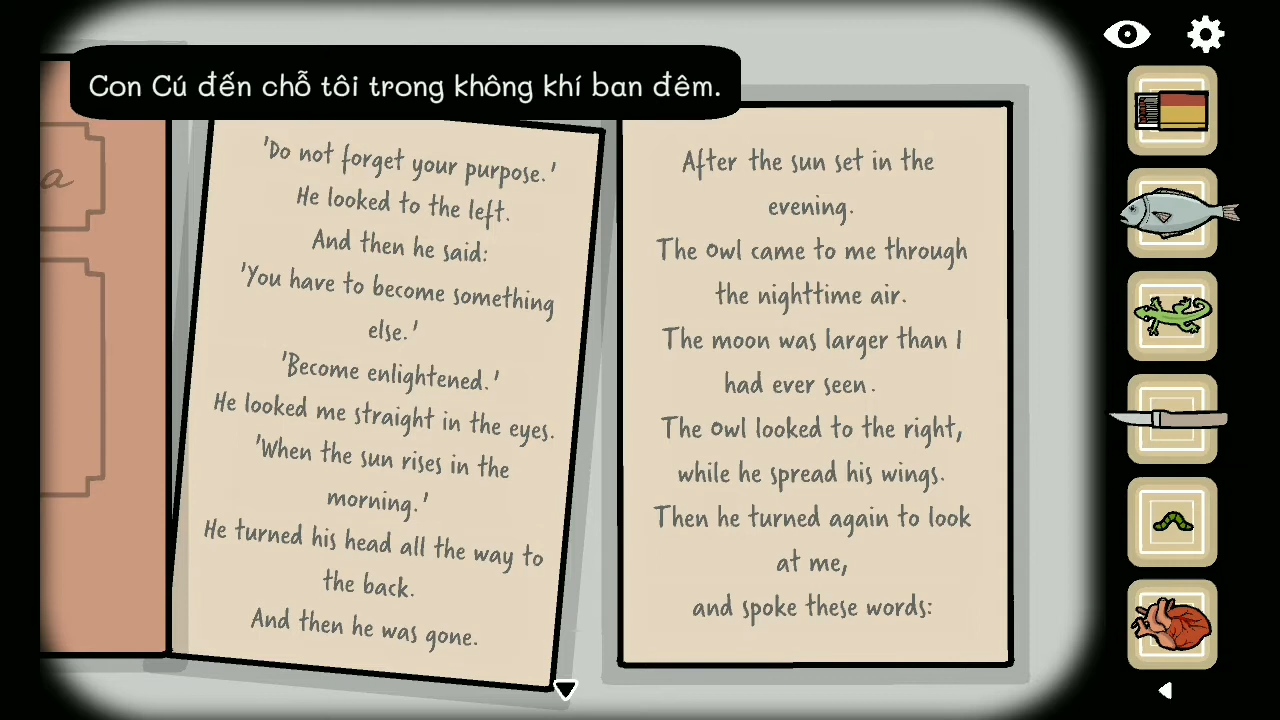 Con Cú đến chỗ tôi trong không khí ban đêm.
a
'Do not forget your purpose.'
He looked to the left.
And then he said:
'You have to become something
else.'
'Become enlightened.'
He looked me straight in the eyes.
'When the sun rises in the
morning.'
He turned his head all the way to
the back.
And then he was gone.
After the sun set in the
evening.
The Owl came to me through
the nighttime air.
The moon was larger than I
had ever seen.
The Owl looked to the right,
while he spread his wings.
Then he turned again to look
at me,
and spoke these words: